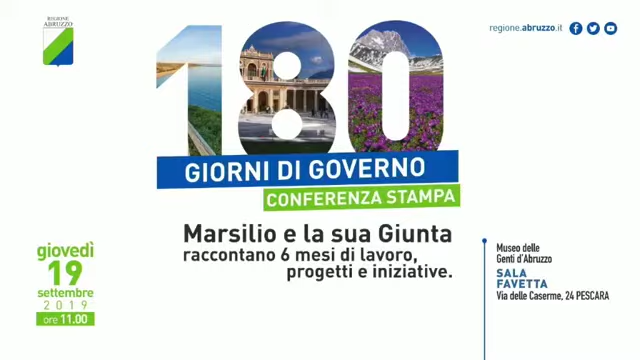 REGIONE
ABRUZZO
regione.abruzzo.it
180
GIORNI DI GOVERNO
CONFERENZA STAMPA
Marsilio e la sua Giunta
raccontano 6 mesi di lavoro,
progetti e iniziative.
giovedì
19
settembre
2019
ore 11.00
Museo delle
Genti d'Abruzzo
SALA
FAVETTA
Via delle Caserme, 24 PESCARA